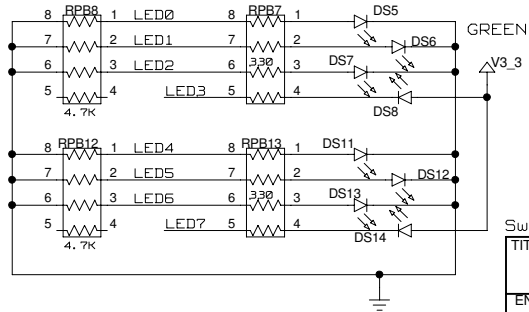 RPB8 RPB7 DS5
8 1 LED0 8 1
GREEN
7 2 LED1 7 2 DS6
6 3 LED2 6 330 3 DS7
V3_3
5 4 LED3 5 4
4.7K DS8
RPB12 RPB13 DS11
8 1 LED4 8 1
7 2 LED5 7 2 DS12
6 3 LED6 6 330 3 DS13
5 4 LED7 5 4
4.7K DS14
Sw
TIT
EN